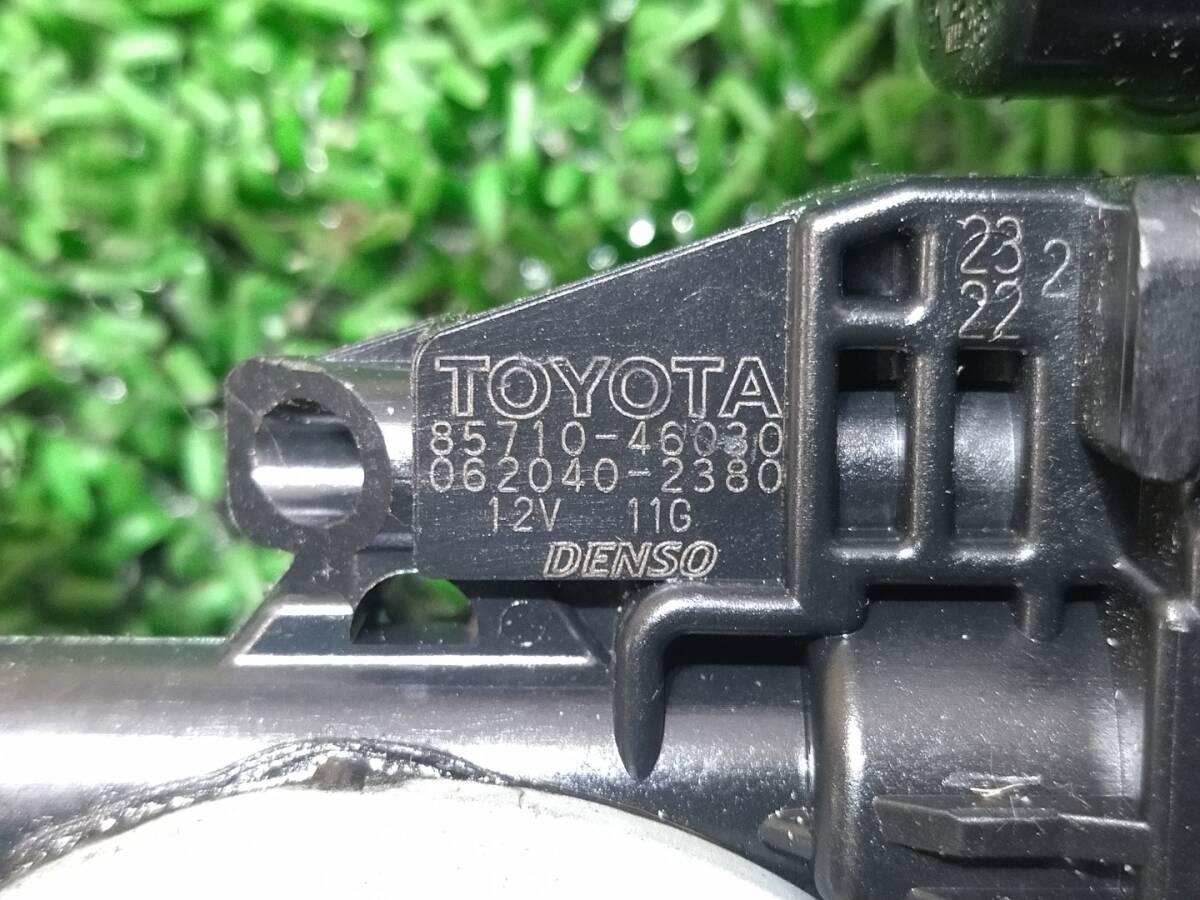 TOYOTA
85710-46030
062040-2380
12V 11G
DENSO
23 2
22